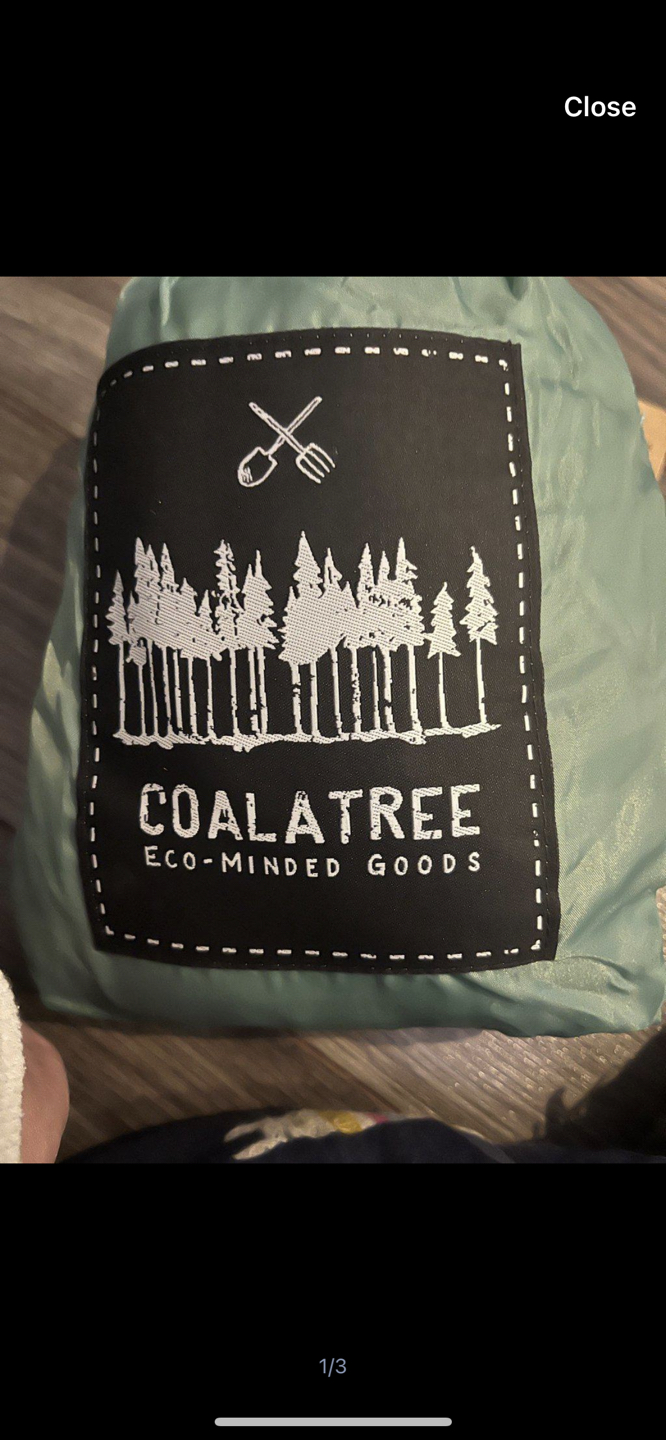 Close
COALATREE
ECO-MINDED GOODS
1/3